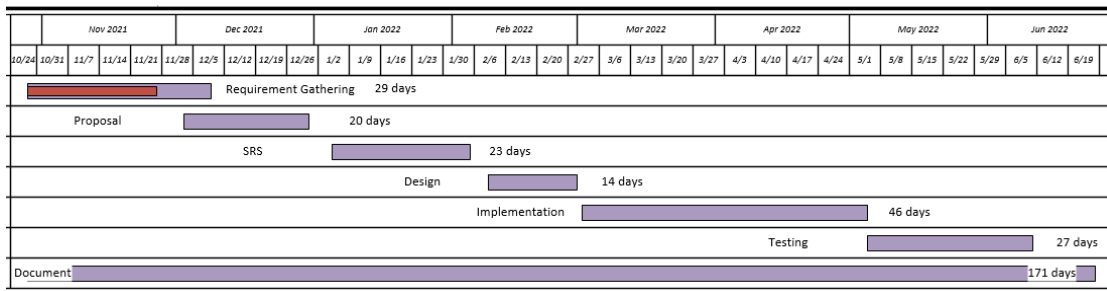 Nov 2021 Dec 2021 Jan 2022 Feb 2022 Mar 2022 Apr 2022 May 2022 Jun 2022
10/24 10/31 11/7 11/14 11/21 11/28 12/5 12/12 12/19 12/26 1/2 1/9 1/16 1/23 1/30 2/6 2/13 2/20 2/27 3/6 3/13 3/20 3/27 4/3 4/10 4/17 4/24 5/1 5/8 5/15 5/22 5/29 6/5 6/12 6/19
Requirement Gathering 29 days
Proposal 20 days
SRS 23 days
Design 14 days
Implementation 46 days
Testing 27 days
Document 171 days